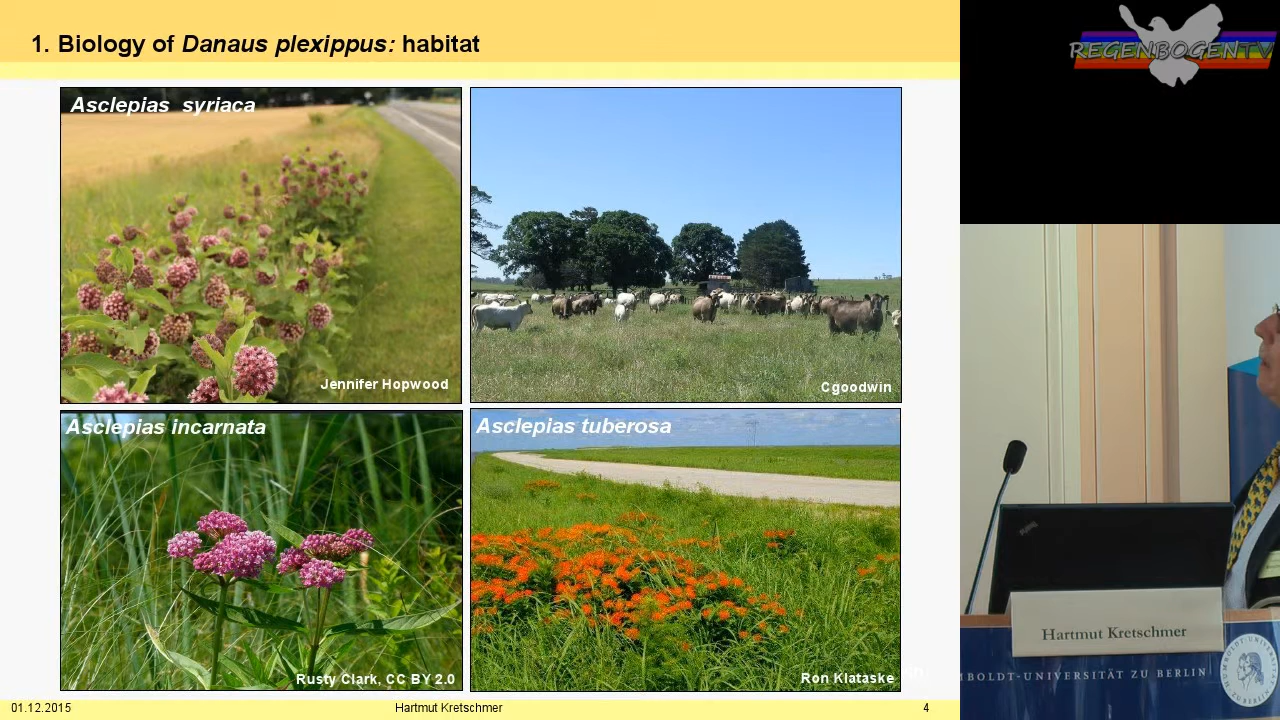 1. Biology of Danaus plexippus: habitat
REGENBOGENTV
Asclepias syriaca
Jennifer Hopwood
Cgoodwin
Asclepias incarnata
Asclepias tuberosa
Rusty Clark, CC BY 2.0
Ron Klataske
Hartmut Kretschmer
MBOLDT-UNIVERSITÄT ZU BERLIN
01.12.2015
Hartmut Kretschmer
4